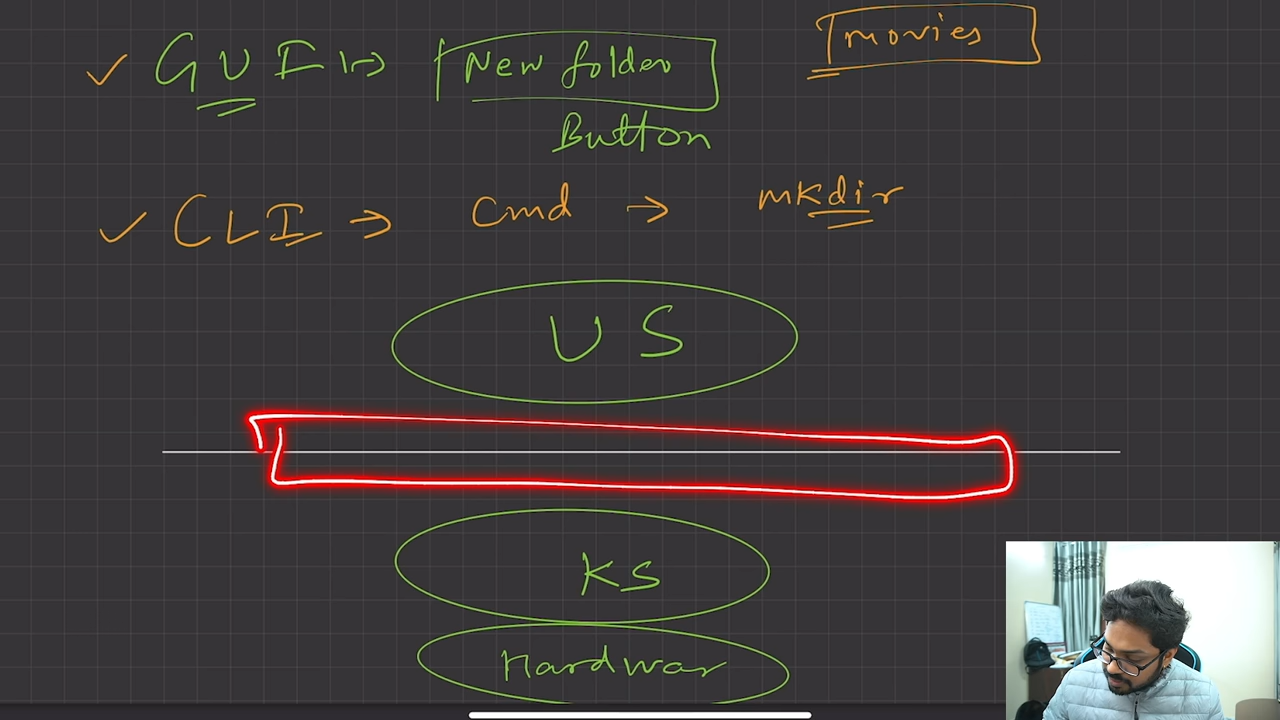 ✓ GUI → New folder movies
Button
✓ CLI → cmd → mkdir
US
KS
Hardwar